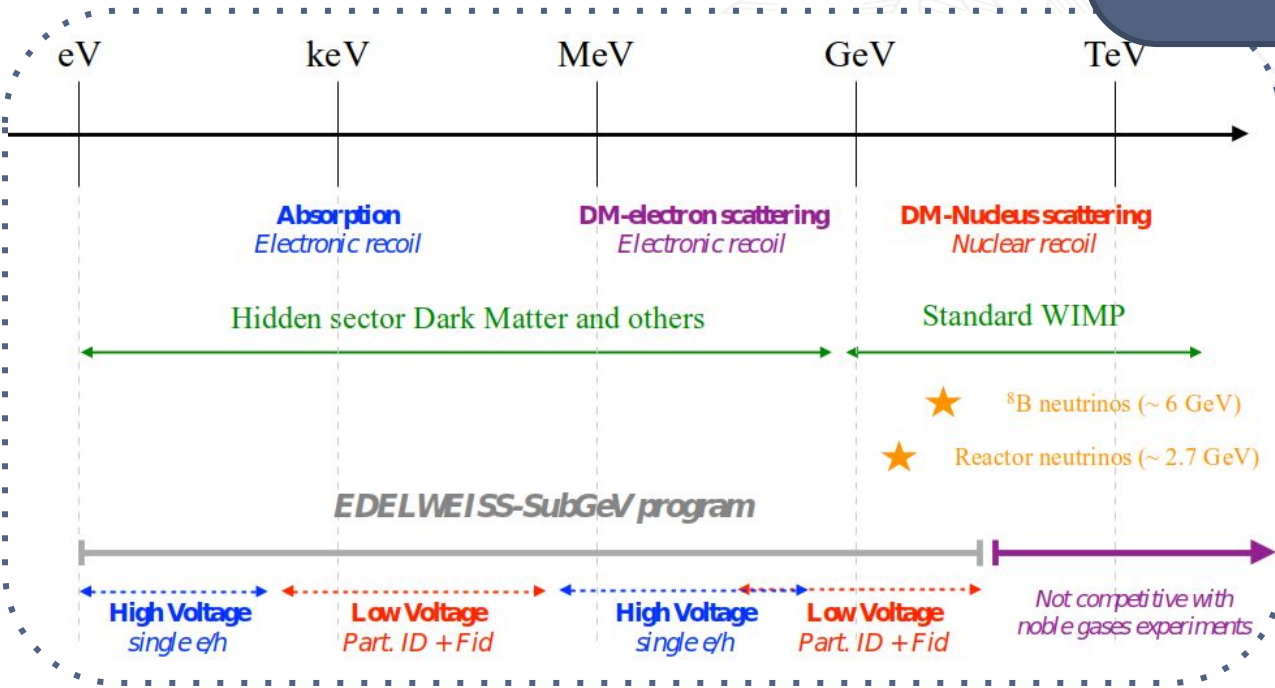 eV keV MeV GeV TeV
Absorption DM-electron scattering DM-Nucleus scattering
Electronic recoil Electronic recoil Nuclear recoil
Hidden sector Dark Matter and others Standard WIMP
⁸B neutrinos (~ 6 GeV)
Reactor neutrinos (~ 2.7 GeV)
EDELWEISS-SubGeV program
High Voltage Low Voltage High Voltage Low Voltage
single e/h Part. ID + Fid single e/h Part. ID + Fid
Not competitive with
noble gases experiments